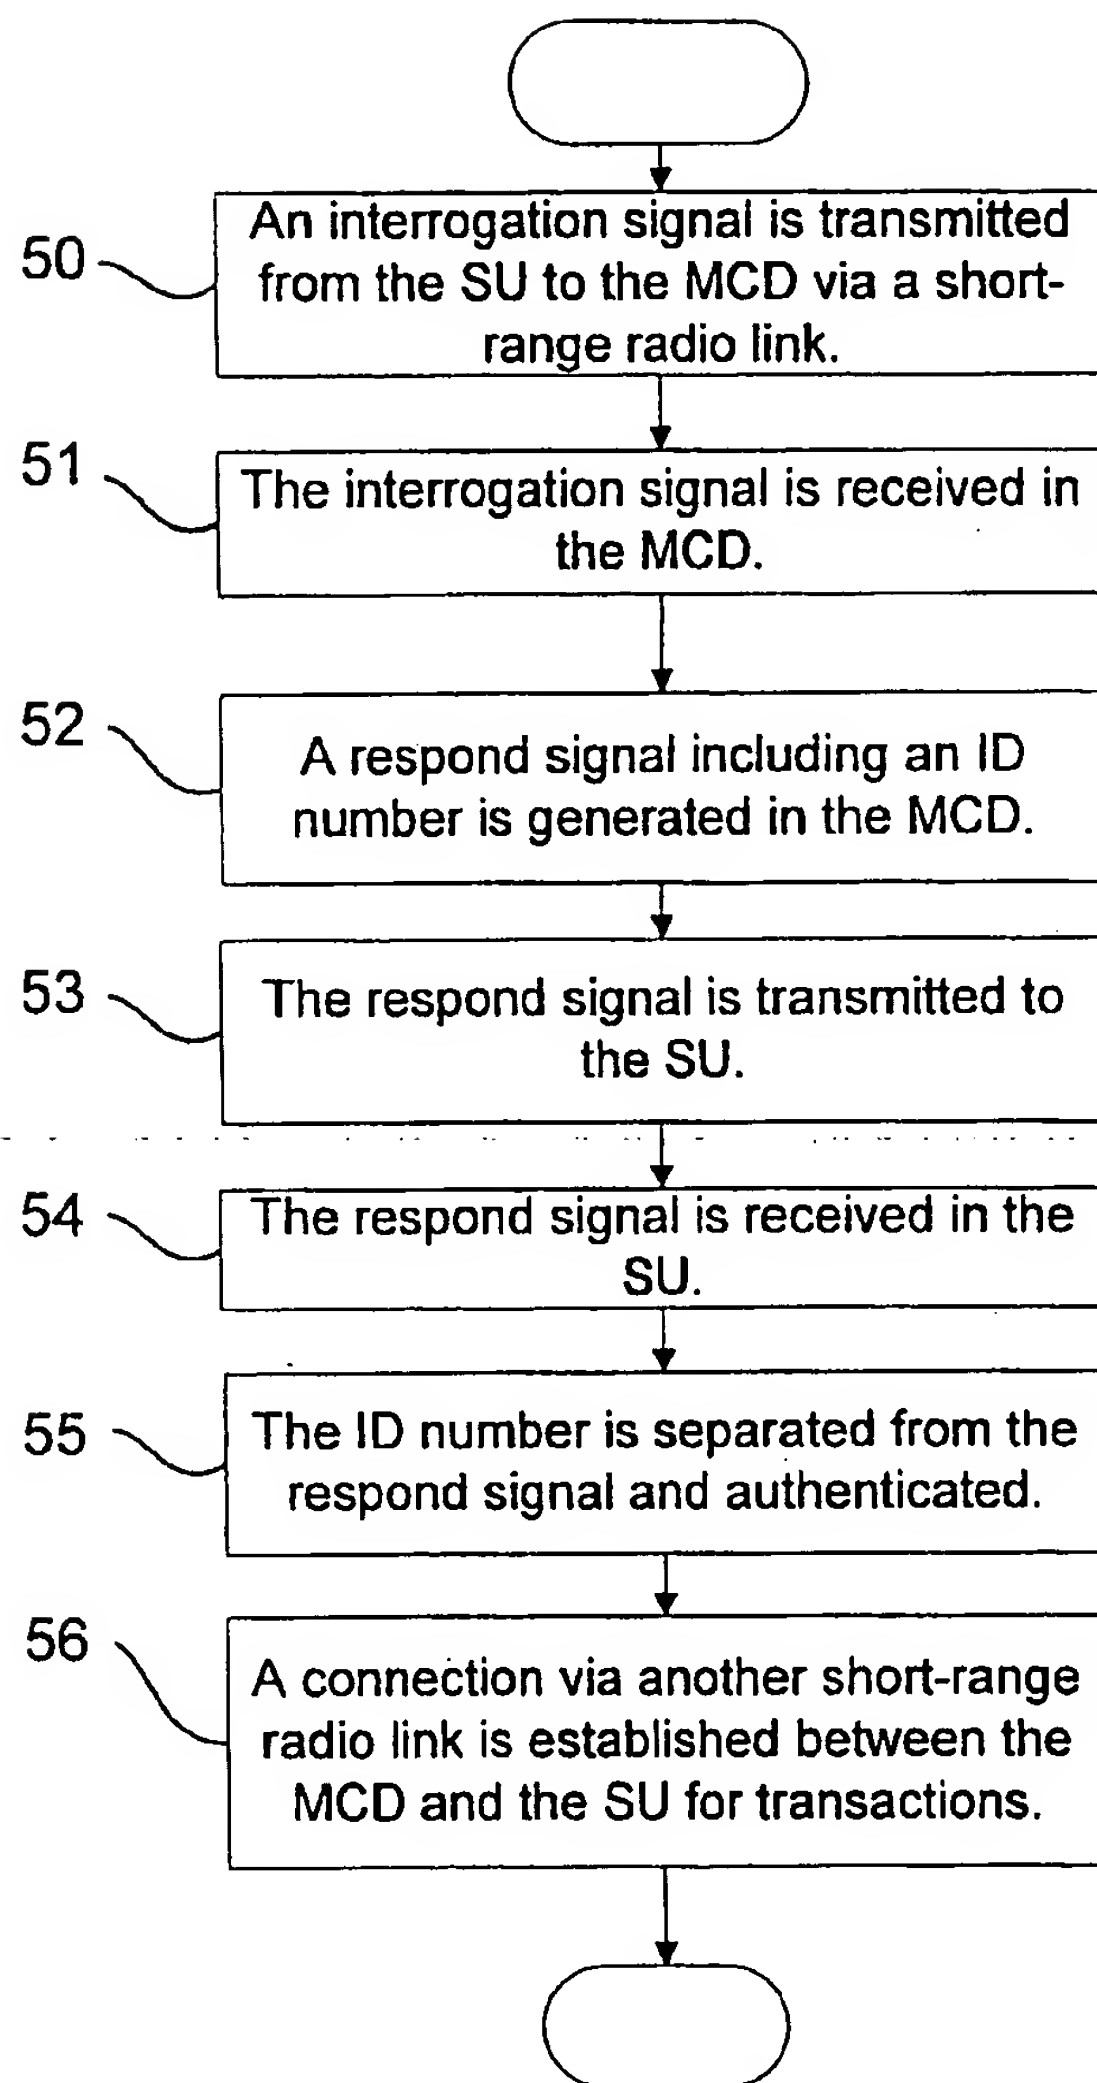 50
An interrogation signal is transmitted
from the SU to the MCD via a short-
range radio link.
51
The interrogation signal is received in
the MCD.
52
A respond signal including an ID
number is generated in the MCD.
53
The respond signal is transmitted to
the SU.
54
The respond signal is received in the
SU.
55
The ID number is separated from the
respond signal and authenticated.
56
A connection via another short-range
radio link is established between the
MCD and the SU for transactions.